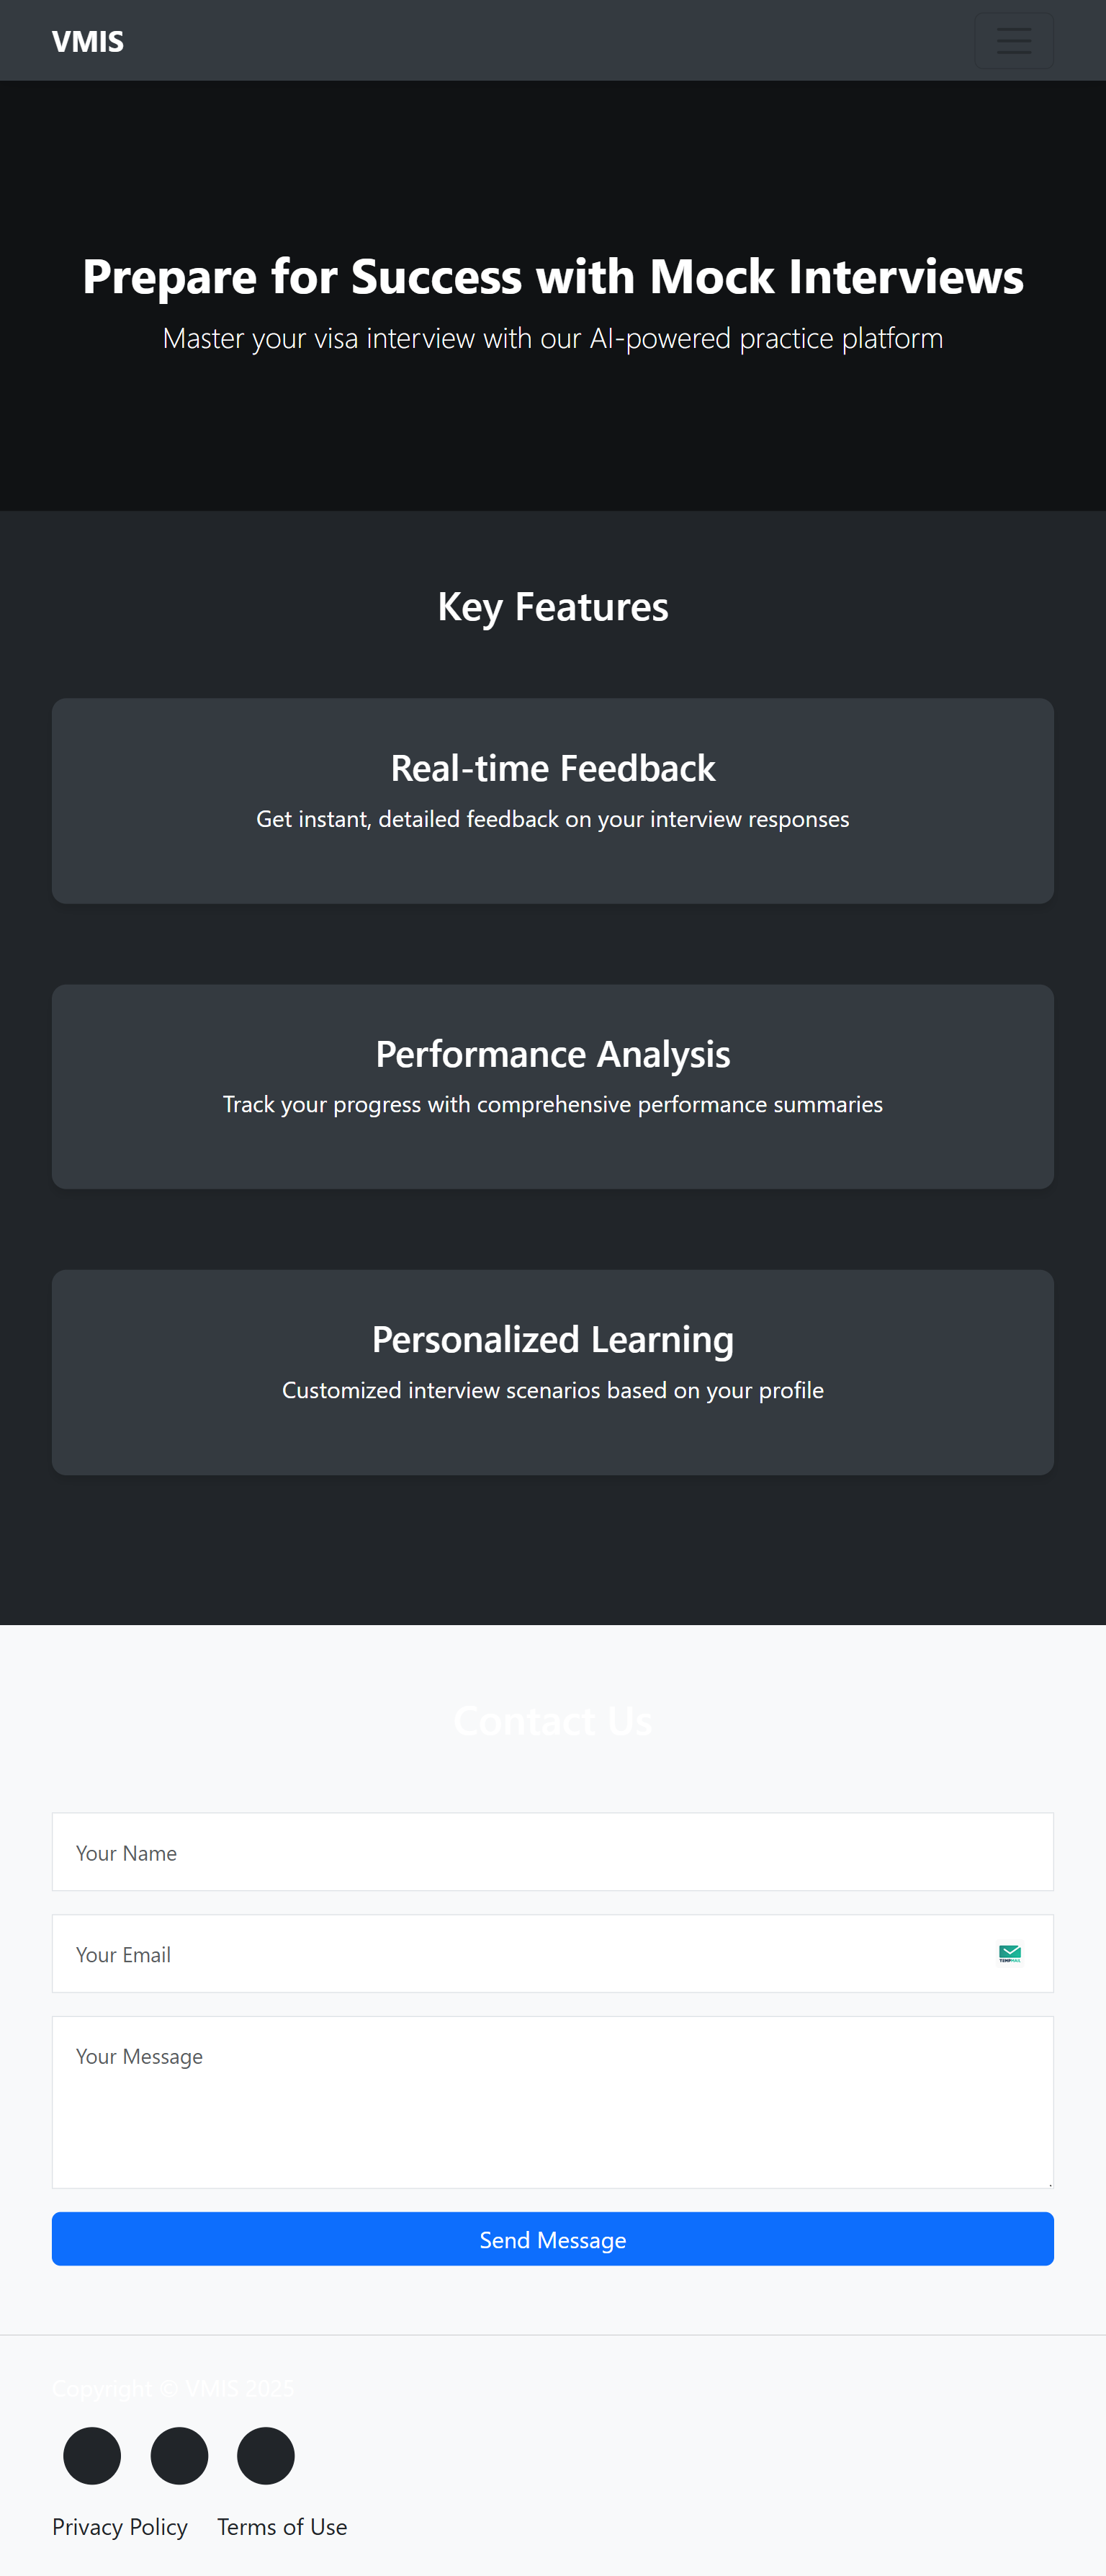 VMIS
Prepare for Success with Mock Interviews
Master your visa interview with our AI-powered practice platform
Key Features
Real-time Feedback
Get instant, detailed feedback on your interview responses
Performance Analysis
Track your progress with comprehensive performance summaries
Personalized Learning
Customized interview scenarios based on your profile
Contact Us
Your Name
Your Email
TEMPMAIL
Your Message
Send Message
Copyright © VMIS 2025
Privacy Policy Terms of Use